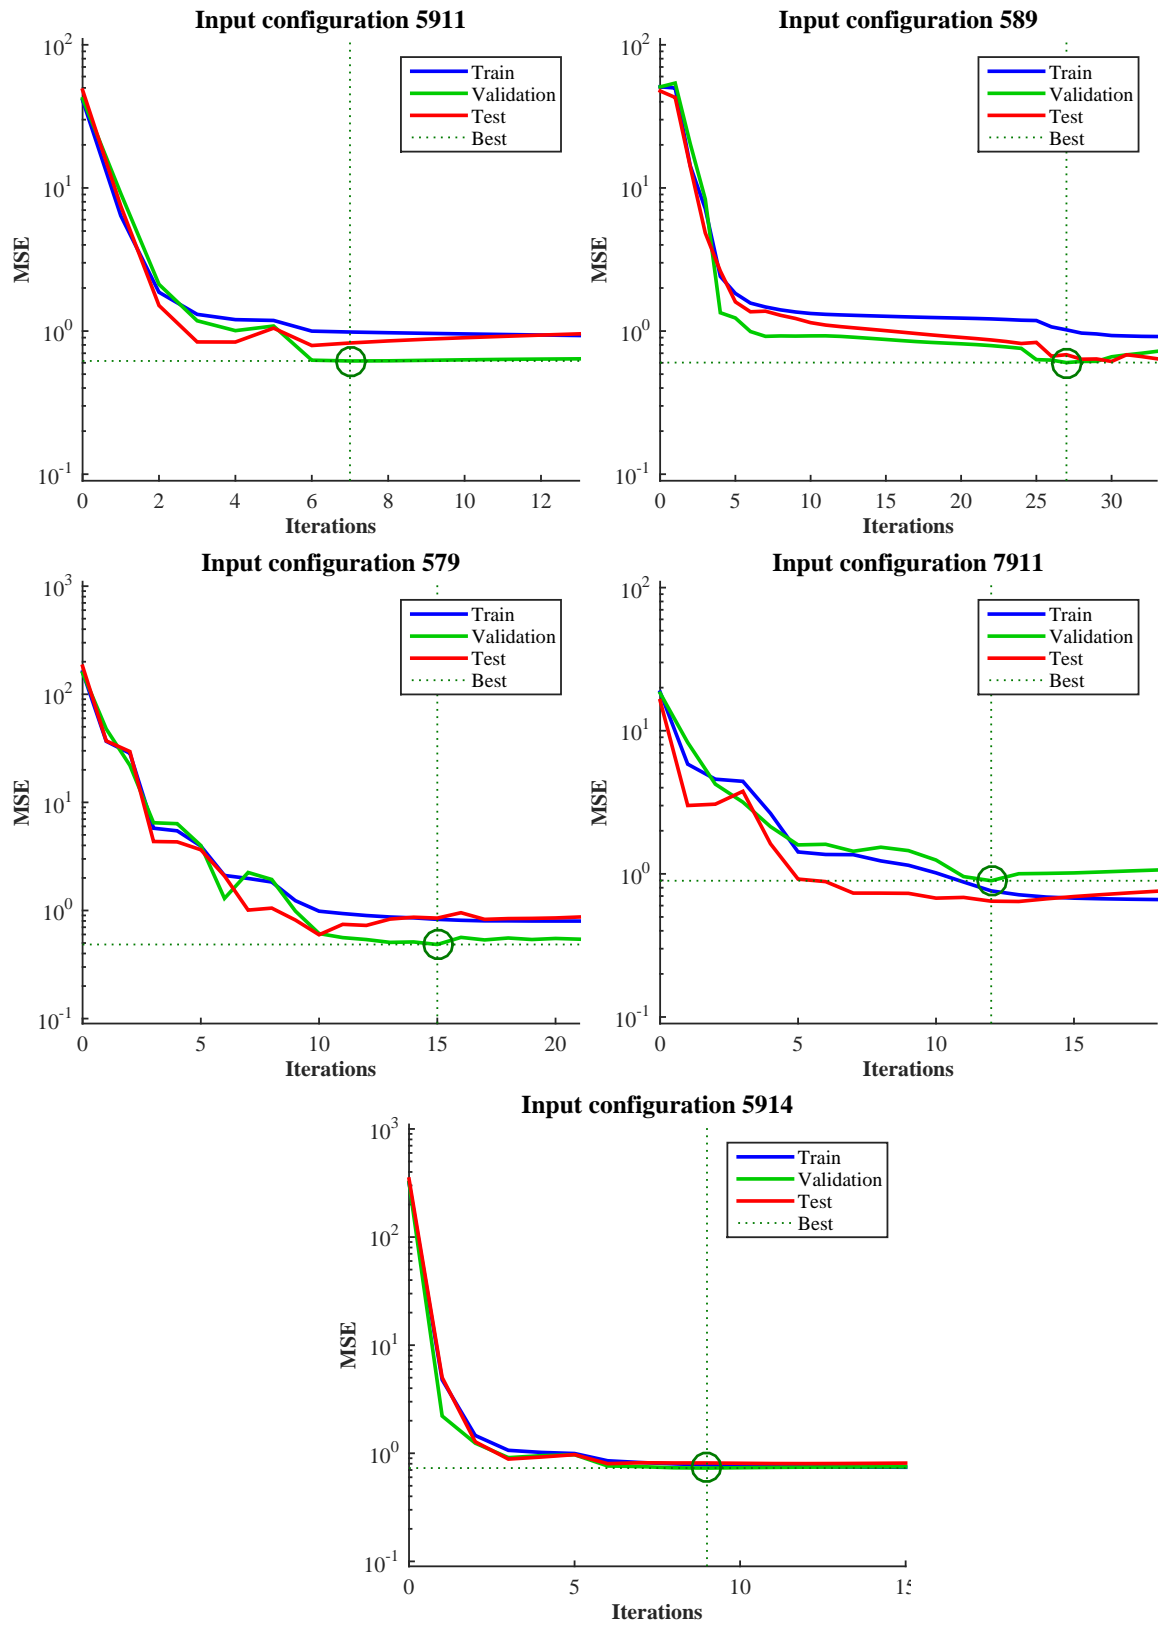 Input configuration 5911
10^2
10^1
10^0
10^-1
MSE
Train
Validation
Test
Best
0 2 4 6 8 10 12
Iterations
Input configuration 589
10^2
10^1
10^0
10^-1
MSE
Train
Validation
Test
Best
0 5 10 15 20 25 30
Iterations
Input configuration 579
10^3
10^2
10^1
10^0
10^-1
MSE
Train
Validation
Test
Best
0 5 10 15 20
Iterations
Input configuration 7911
10^2
10^1
10^0
10^-1
MSE
Train
Validation
Test
Best
0 5 10 15
Iterations
Input configuration 5914
10^3
10^2
10^1
10^0
10^-1
MSE
Train
Validation
Test
Best
0 5 10 15
Iterations